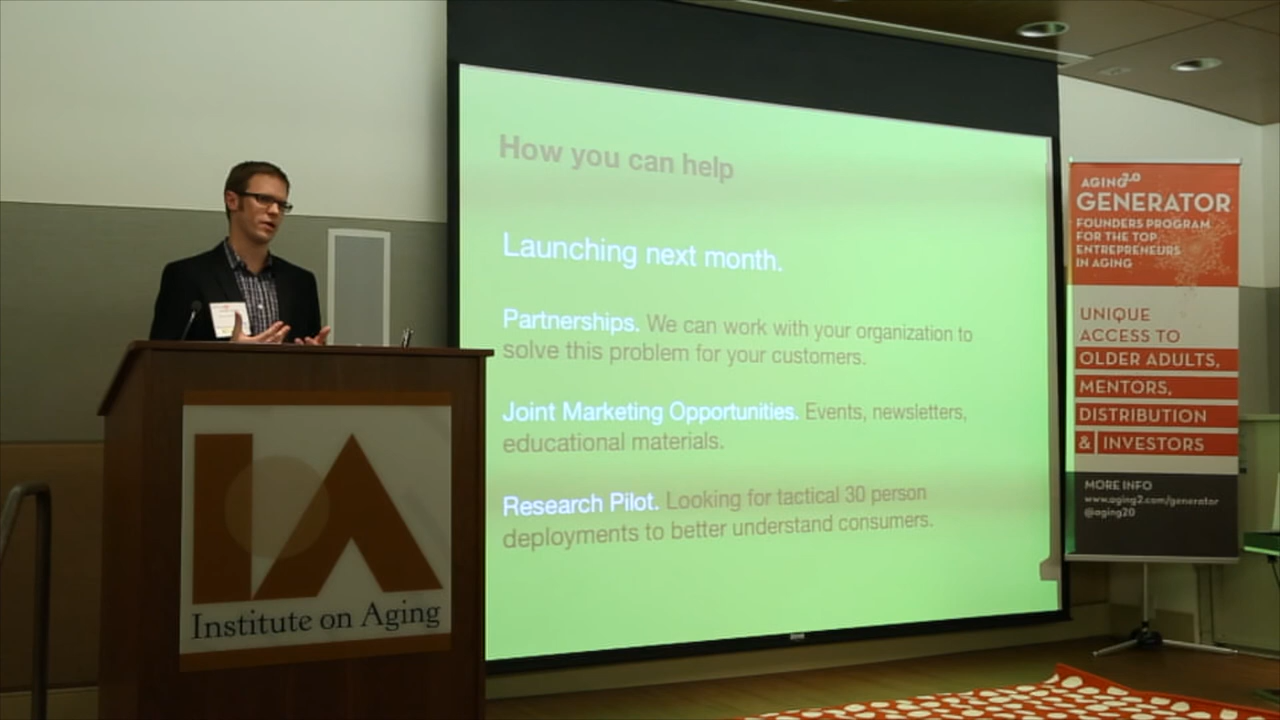 How you can help
Launching next month.
Partnerships. We can work with your organization to
solve this problem for your customers.
Joint Marketing Opportunities. Events, newsletters,
educational materials.
Research Pilot. Looking for tactical 30 person
deployments to better understand consumers.
IA
Institute on Aging
AGING2.0
GENERATOR
FOUNDERS PROGRAM
FOR THE TOP
ENTREPRENEURS
IN AGING
UNIQUE
ACCESS TO
OLDER ADULTS,
MENTORS,
DISTRIBUTION
& INVESTORS
MORE INFO
www.aging2.com/generator
@aging20